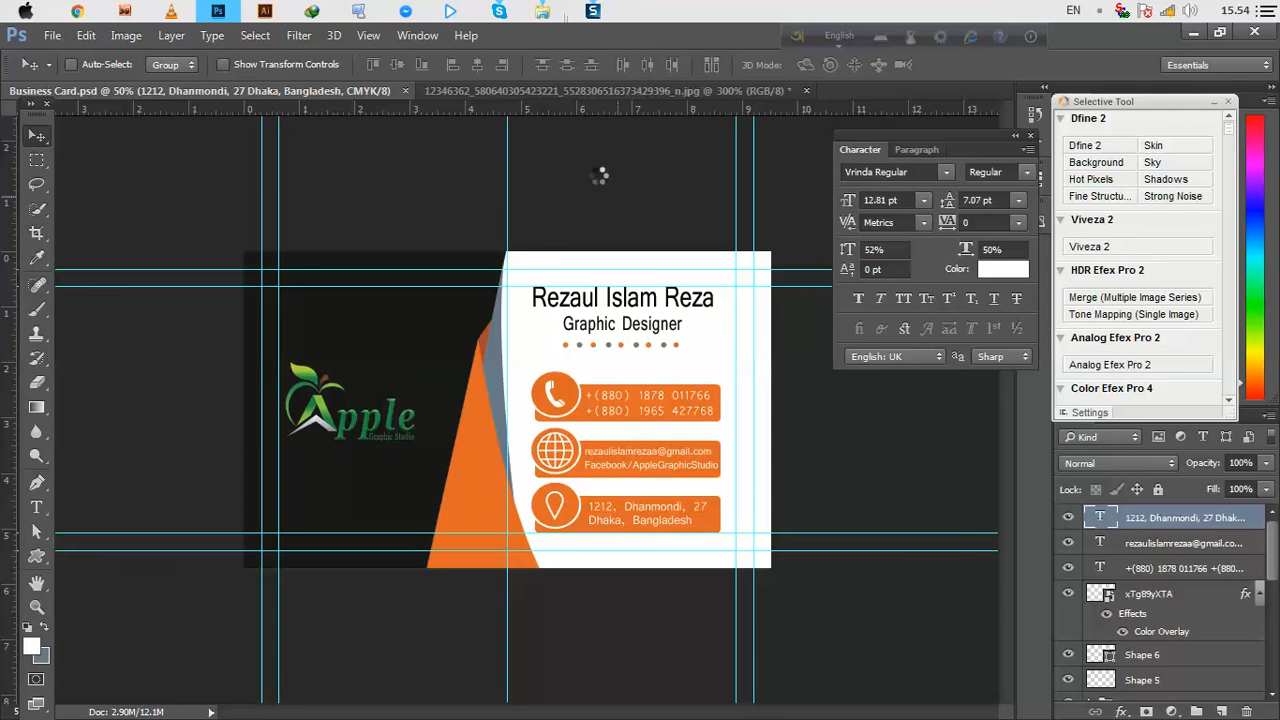 EN
15.54
Ps File Edit Image Layer Type Select Filter 3D View Window Help
English
Auto-Select: Group Show Transform Controls 3D Mode: Essentials
Business Card.psd @ 50% (1212, Dhanmondi, 27 Dhaka, Bangladesh, CMYK/8) × 12346362_580640305423221_5528306516373429396_n.jpg @ 300% (RGB/8) * ×
Selective Tool
Dfine 2
Dfine 2 Skin
Background Sky
Hot Pixels Shadows
Fine Structu... Strong Noise
Viveza 2
Viveza 2
HDR Efex Pro 2
Merge (Multiple Image Series)
Tone Mapping (Single Image)
Analog Efex Pro 2
Analog Efex Pro 2
Color Efex Pro 4
Settings
Character Paragraph
Vrinda Regular Regular
12.81 pt 7.07 pt
Metrics 0
52% 50%
0 pt Color:
English: UK Sharp
Rezaul Islam Reza
Graphic Designer
+(880) 1878 011766
+(880) 1965 427768
rezaulislamrezaa@gmail.com
Facebook/AppleGraphicStudio
1212, Dhanmondi, 27
Dhaka, Bangladesh
Apple
Graphic Studio
Kind
Normal Opacity: 100%
Lock: Fill: 100%
1212, Dhanmondi, 27 Dhak...
rezaulislamrezaa@gmail.co...
+(880) 1878 011766 +(880...
xTg89yXTA fx
Effects
Color Overlay
Shape 6
Shape 5
50% Doc: 2.90M/12.1M